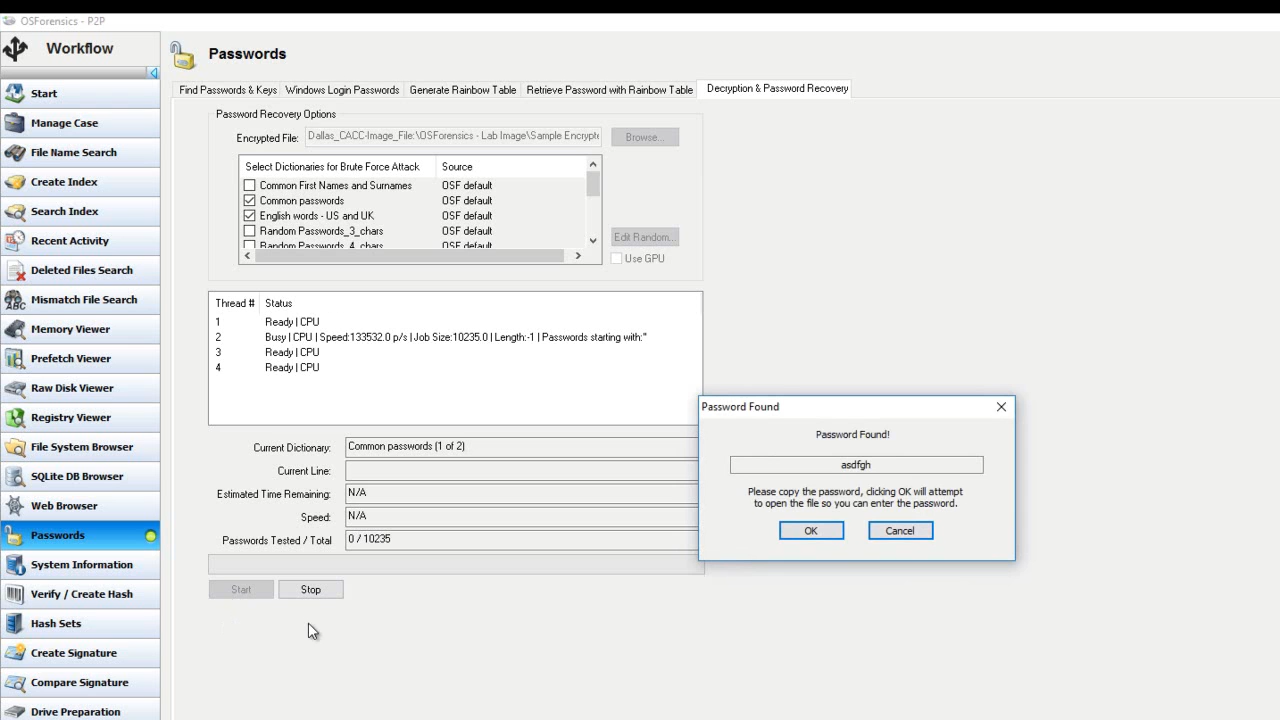 OSForensics - P2P
Workflow
Start
Manage Case
File Name Search
Create Index
Search Index
Recent Activity
Deleted Files Search
ABC
Mismatch File Search
Memory Viewer
Prefetch Viewer
Raw Disk Viewer
Registry Viewer
File System Browser
SQLite DB Browser
Web Browser
Passwords
System Information
Verify / Create Hash
Hash Sets
Create Signature
Compare Signature
Drive Preparation
Passwords
Find Passwords & Keys Windows Login Passwords Generate Rainbow Table Retrieve Password with Rainbow Table Decryption & Password Recovery
Password Recovery Options
Encrypted File: Dallas_CACC-Image_File:\OSForensics - Lab Image\Sample Encrypte Browse...
Select Dictionaries for Brute Force Attack Source
Common First Names and Surnames OSF default
Common passwords OSF default
English words - US and UK OSF default
Random Passwords_3_chars OSF default
Random Passwords_4_chars OSF default
Edit Random...
Use GPU
Thread # Status
1 Ready | CPU
2 Busy | CPU | Speed:133532.0 p/s | Job Size:10235.0 | Length:-1 | Passwords starting with:"
3 Ready | CPU
4 Ready | CPU
Current Dictionary: Common passwords (1 of 2)
Current Line:
Estimated Time Remaining: N/A
Speed: N/A
Passwords Tested / Total 0 / 10235
Start Stop
Password Found
Password Found!
asdfgh
Please copy the password, clicking OK will attempt
to open the file so you can enter the password.
OK Cancel